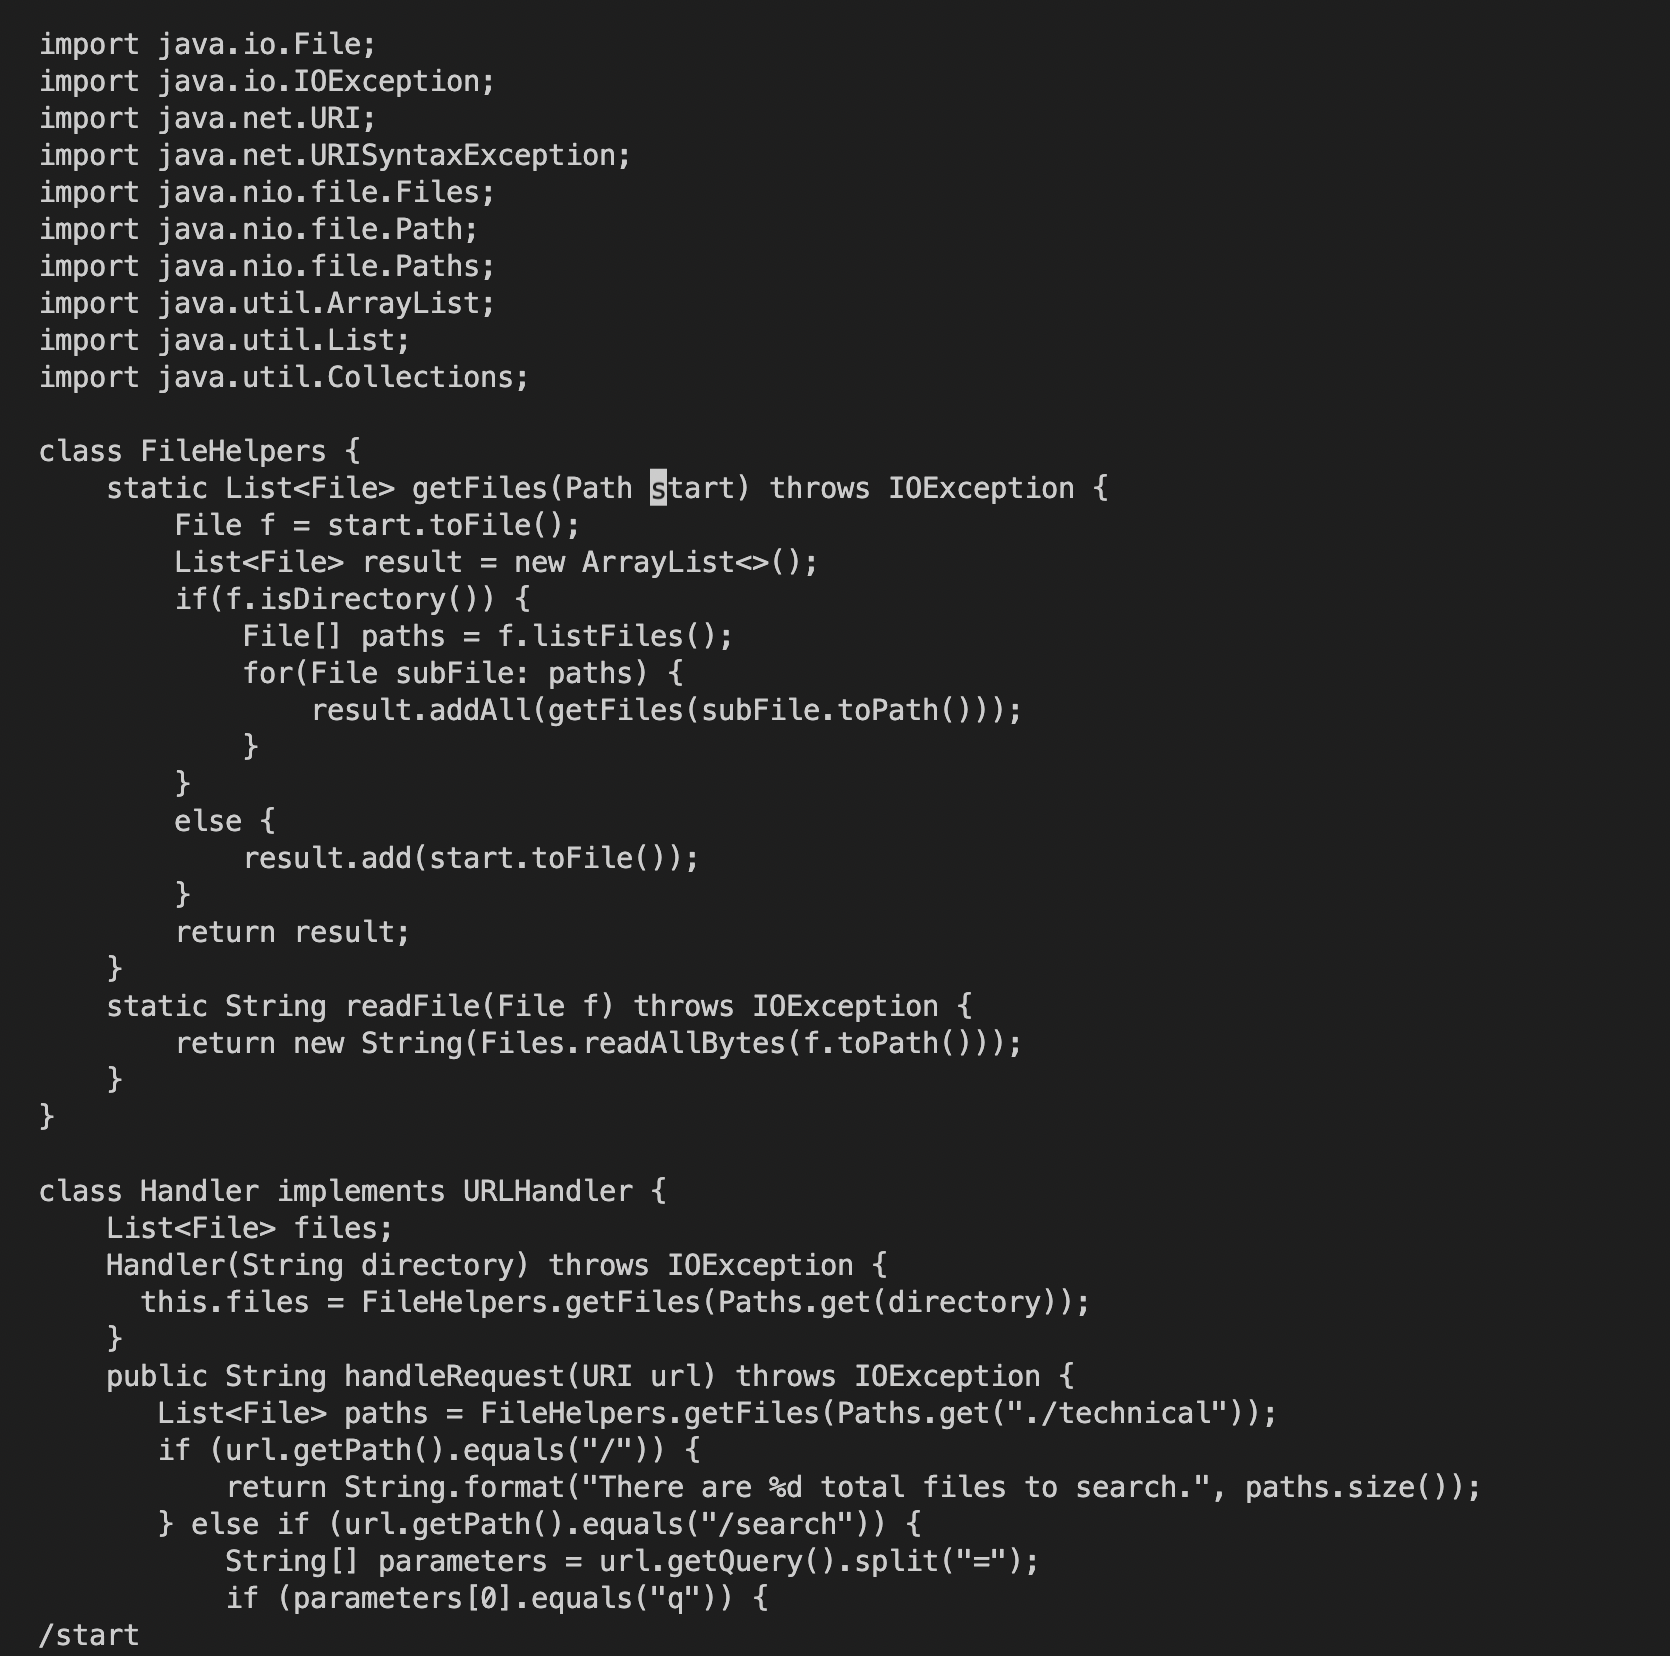 import java.io.File;
import java.io.IOException;
import java.net.URI;
import java.net.URISyntaxException;
import java.nio.file.Files;
import java.nio.file.Path;
import java.nio.file.Paths;
import java.util.ArrayList;
import java.util.List;
import java.util.Collections;

class FileHelpers {
    static List<File> getFiles(Path start) throws IOException {
        File f = start.toFile();
        List<File> result = new ArrayList<>();
        if(f.isDirectory()) {
            File[] paths = f.listFiles();
            for(File subFile: paths) {
                result.addAll(getFiles(subFile.toPath()));
            }
        }
        else {
            result.add(start.toFile());
        }
        return result;
    }
    static String readFile(File f) throws IOException {
        return new String(Files.readAllBytes(f.toPath()));
    }
}

class Handler implements URLHandler {
    List<File> files;
    Handler(String directory) throws IOException {
      this.files = FileHelpers.getFiles(Paths.get(directory));
    }
    public String handleRequest(URI url) throws IOException {
       List<File> paths = FileHelpers.getFiles(Paths.get("./technical"));
       if (url.getPath().equals("/")) {
           return String.format("There are %d total files to search.", paths.size());
       } else if (url.getPath().equals("/search")) {
           String[] parameters = url.getQuery().split("=");
           if (parameters[0].equals("q")) {
/start